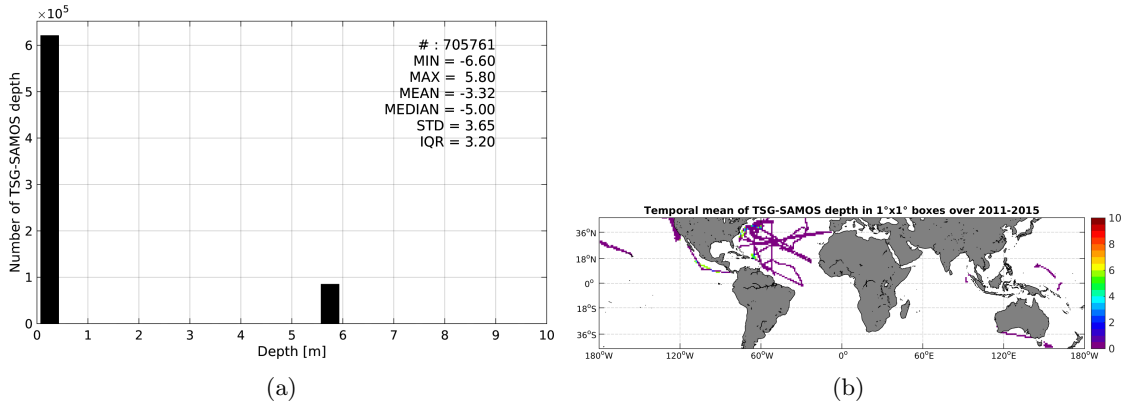 ×10⁵
6
5
4
3
2
1
0
Number of TSG-SAMOS depth
# : 705761
MIN = -6.60
MAX = 5.80
MEAN = -3.32
MEDIAN = -5.00
STD = 3.65
IQR = 3.20
0 1 2 3 4 5 6 7 8 9 10
Depth [m]
(a)
Temporal mean of TSG-SAMOS depth in 1°x1° boxes over 2011-2015
36°N
18°N
0°
18°S
36°S
180°W 120°W 60°W 0° 60°E 120°E 180°W
10
8
6
4
2
0
(b)